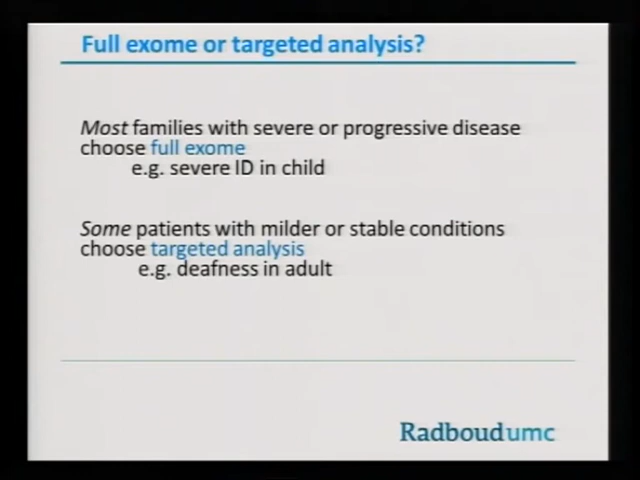 Full exome or targeted analysis?
Most families with severe or progressive disease
choose full exome
e.g. severe ID in child
Some patients with milder or stable conditions
choose targeted analysis
e.g. deafness in adult
Radboudumc